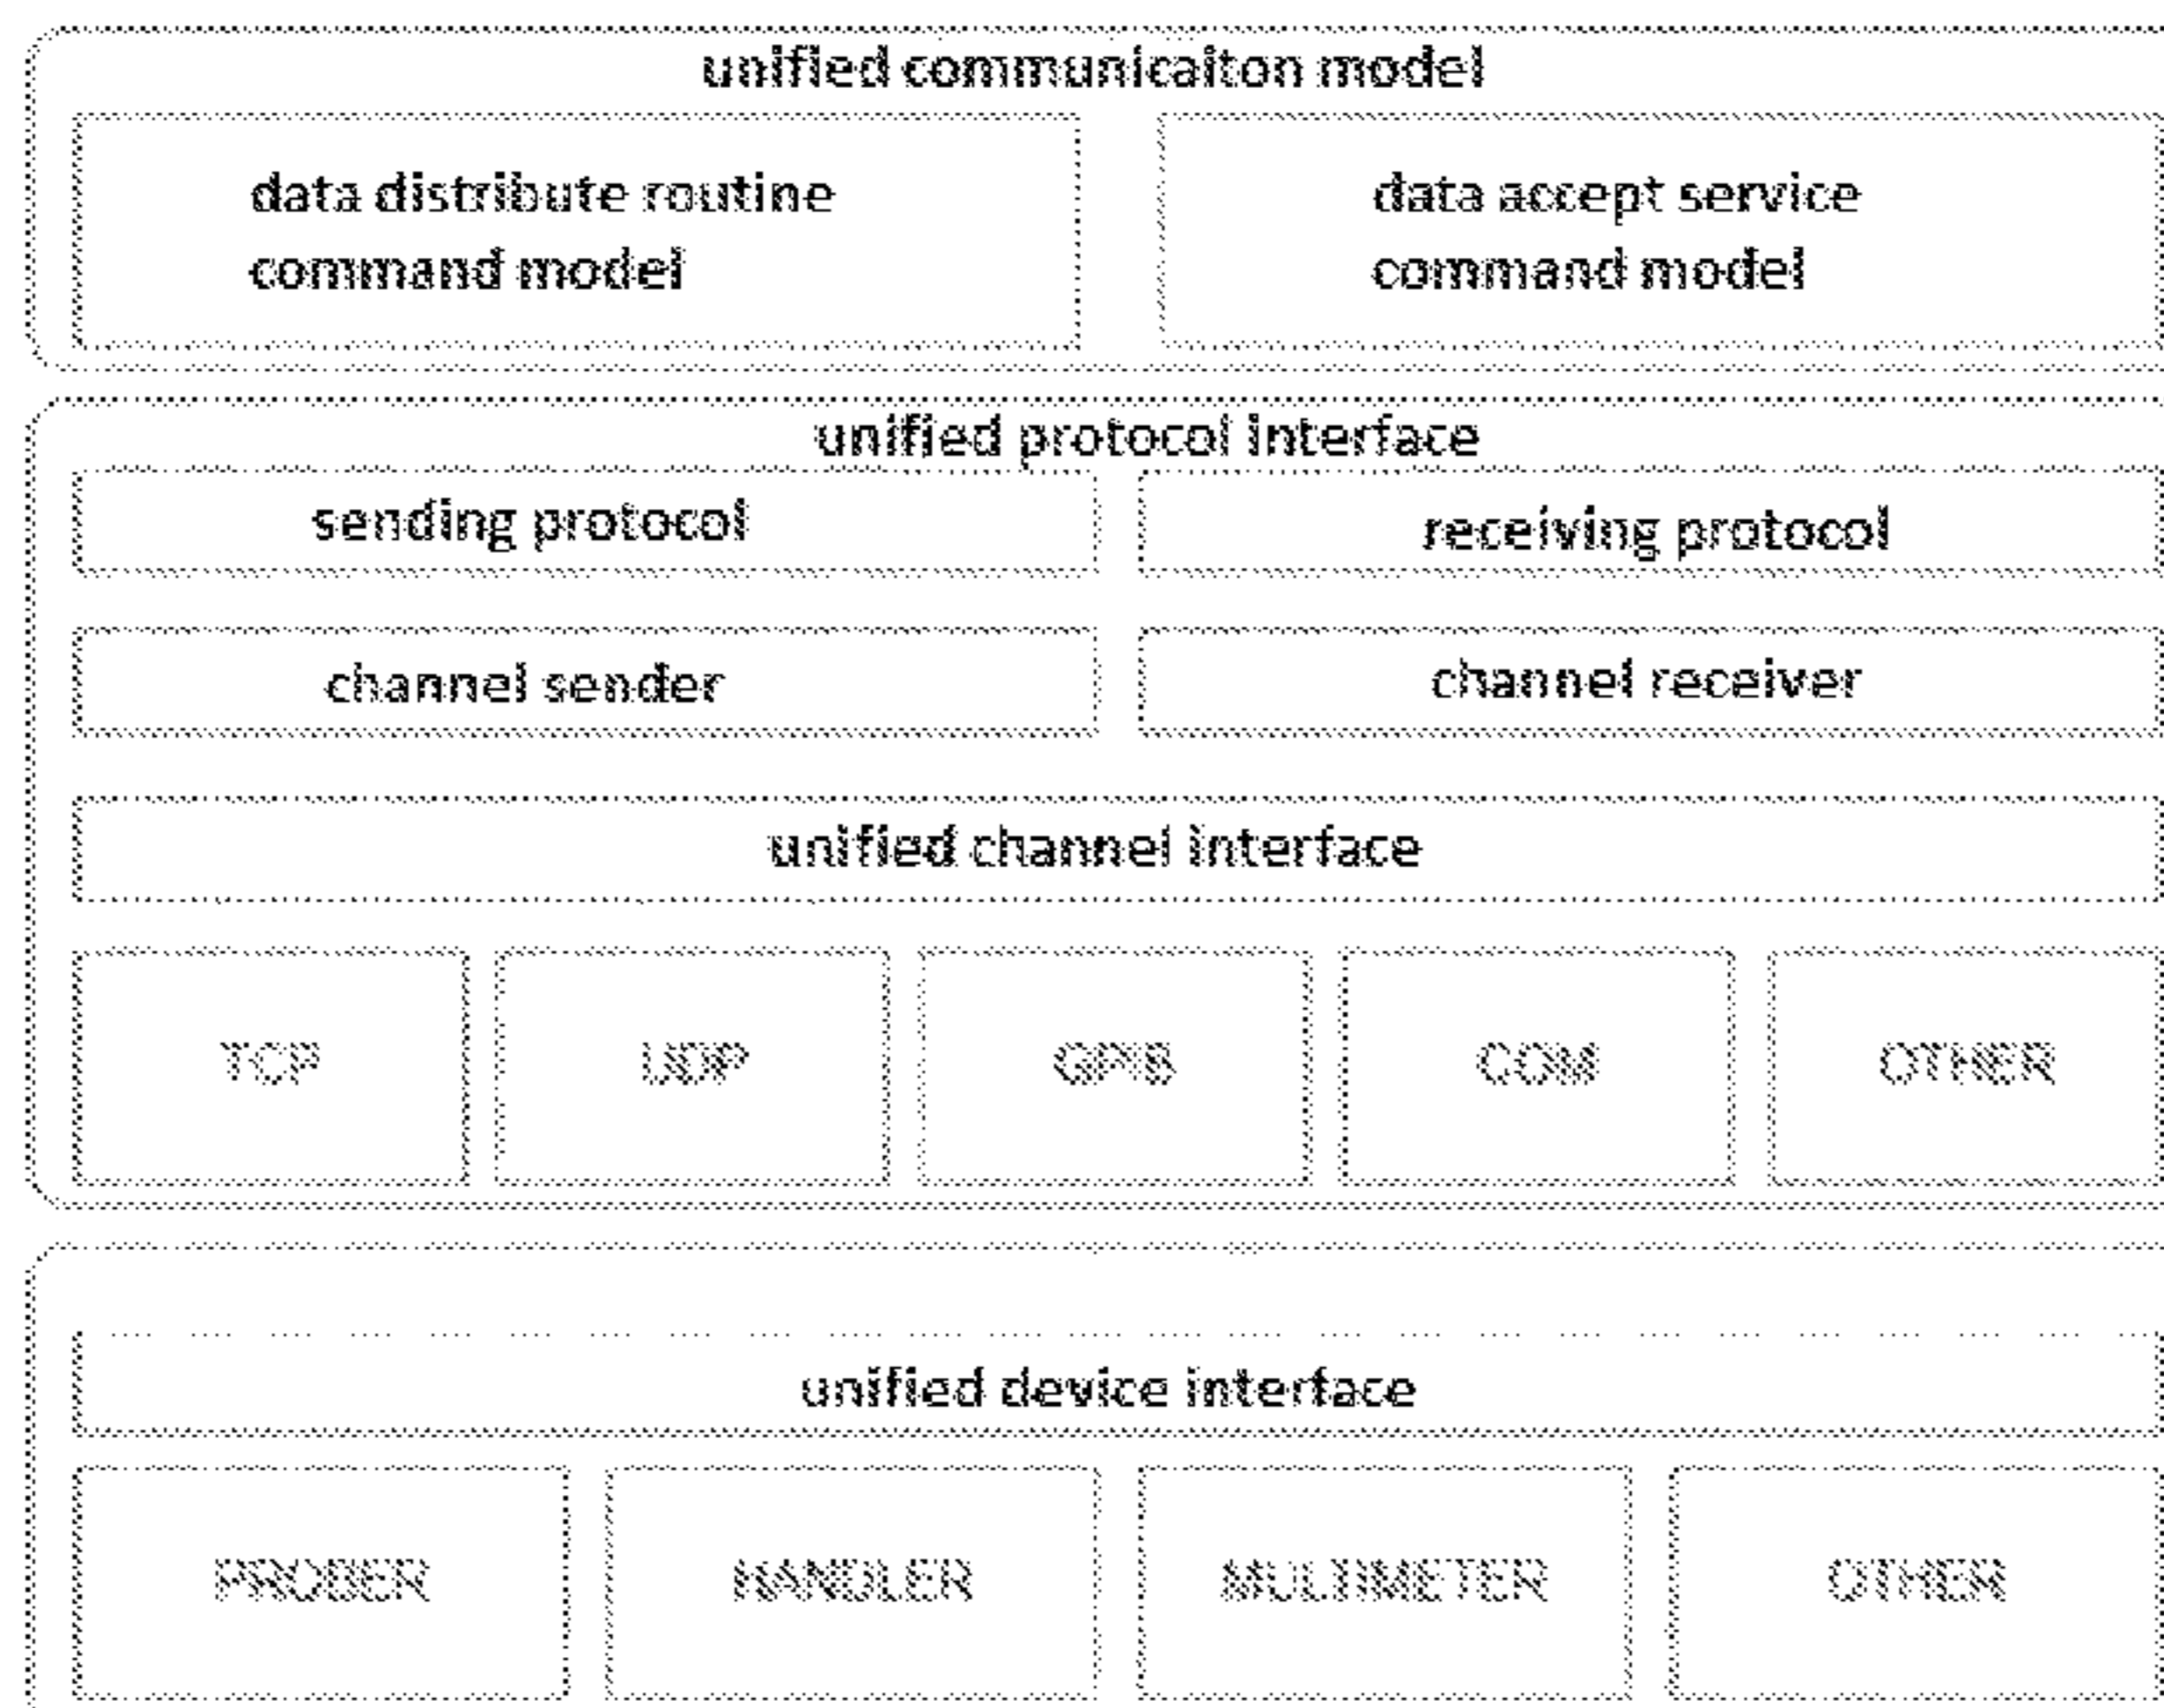 unified communicaiton model
data distribute routine
command model
data accept service
command model
unified protocol interface
sending protocol
receiving protocol
channel sender
channel receiver
unified channel interface
TCP
UDP
GPIB
COM
OTHER
unified device interface
PROBER
HANDLER
MULTIMETER
OTHER